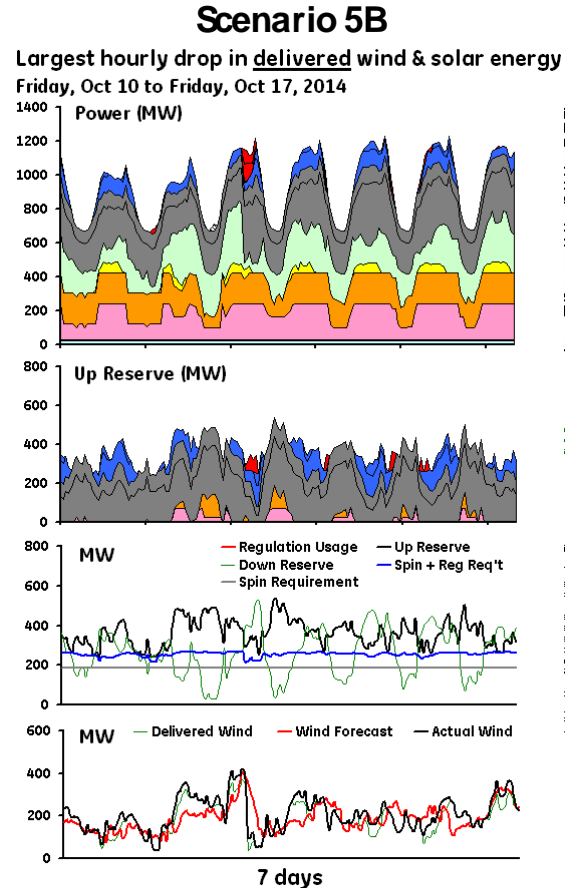 Scenario 5B
Largest hourly drop in delivered wind & solar energy
Friday, Oct 10 to Friday, Oct 17, 2014
Power (MW)
1400
1200
1000
800
600
400
200
0
Up Reserve (MW)
800
600
400
200
0
MW
Regulation Usage
Up Reserve
Down Reserve
Spin + Reg Req't
Spin Requirement
800
600
400
200
0
MW
Delivered Wind
Wind Forecast
Actual Wind
600
400
200
0
7 days